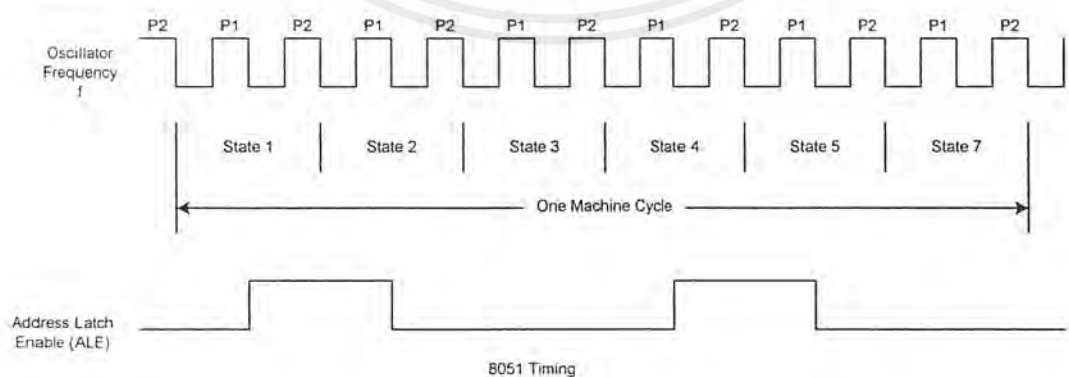 P2 P1 P2 P1 P2 P1 P2 P1 P2 P1 P2 P1 P2
Oscillator
Frequency
f
State 1 State 2 State 3 State 4 State 5 State 7
One Machine Cycle
Address Latch
Enable (ALE)
8051 Timing